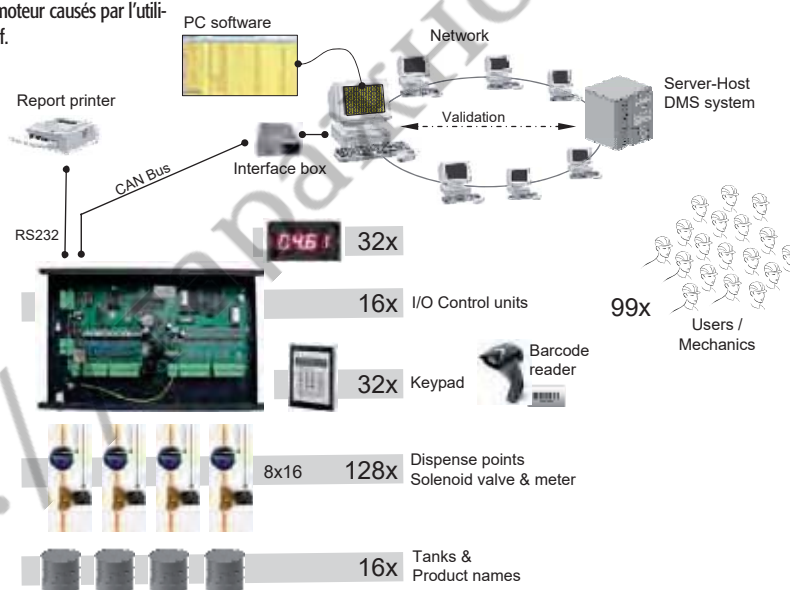 moteur causés par l'utili-
f.
PC software
Network
Report printer
Server-Host
DMS system
Validation
CAN Bus
Interface box
RS232
04.61
32x
16x
I/O Control units
99x
Users /
Mechanics
32x
Keypad
Barcode
reader
8x16
128x
Dispense points
Solenoid valve & meter
16x
Tanks &
Product names